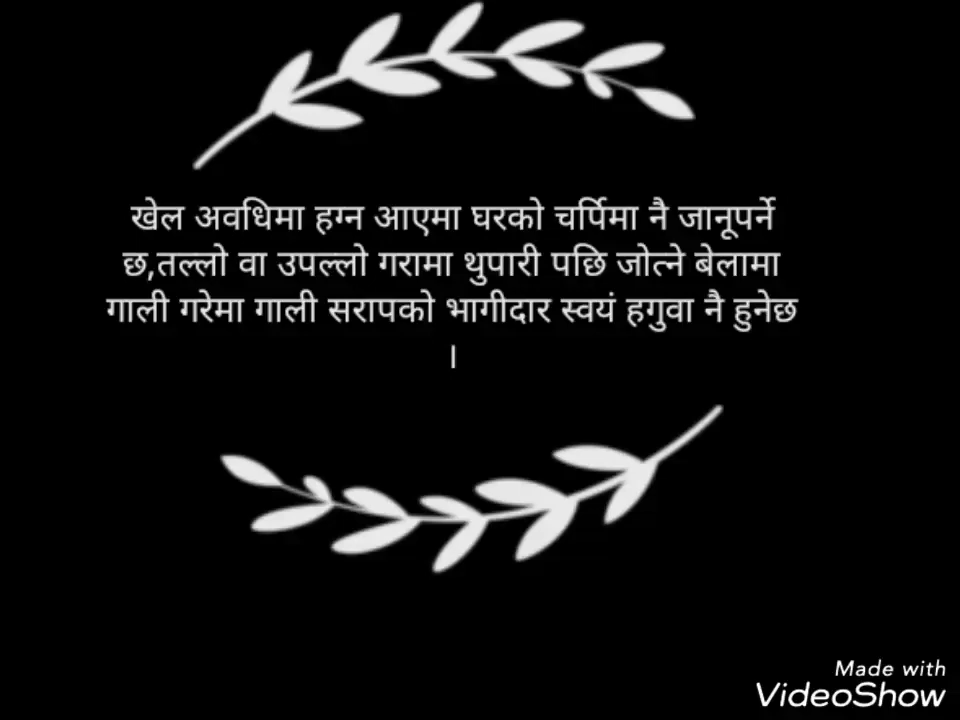 खेल अवधिमा हग्न आएमा घरको चर्पिमा नै जानूपर्ने
छ,तल्लो वा उपल्लो गरामा थुपारी पछि जोत्ने बेलामा
गाली गरेमा गाली सरापको भागीदार स्वयं हगुवा नै हुनेछ
।
Made with
VideoShow